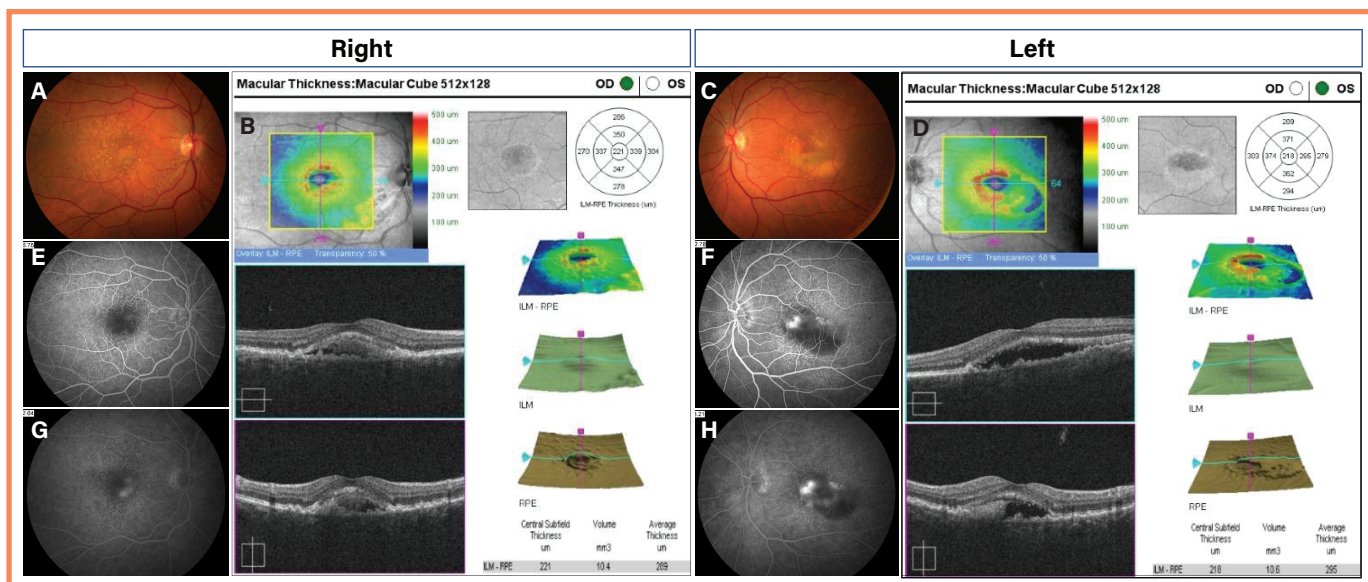 Right
Left
A
Macular Thickness:Macular Cube 512x128
OD
OS
B
500 um
400 um
300 um
200 um
100 um
Overlay: ILM - RPE Transparency: 50 %
286
350
270 337 221 339 304
347
278
ILM-RPE Thickness (um)
ILM - RPE
ILM
RPE
Central Subfield Thickness um
Volume mm3
Average Thickness um
ILM - RPE 221 10.4 289
E
G
C
Macular Thickness:Macular Cube 512x128
OD
OS
D
64
500 um
400 um
300 um
200 um
100 um
Overlay: ILM - RPE Transparency: 50 %
289
371
303 374 219 295 279
362
294
ILM-RPE Thickness (um)
ILM - RPE
ILM
RPE
Central Subfield Thickness um
Volume mm3
Average Thickness um
ILM - RPE 218 10.6 295
F
H